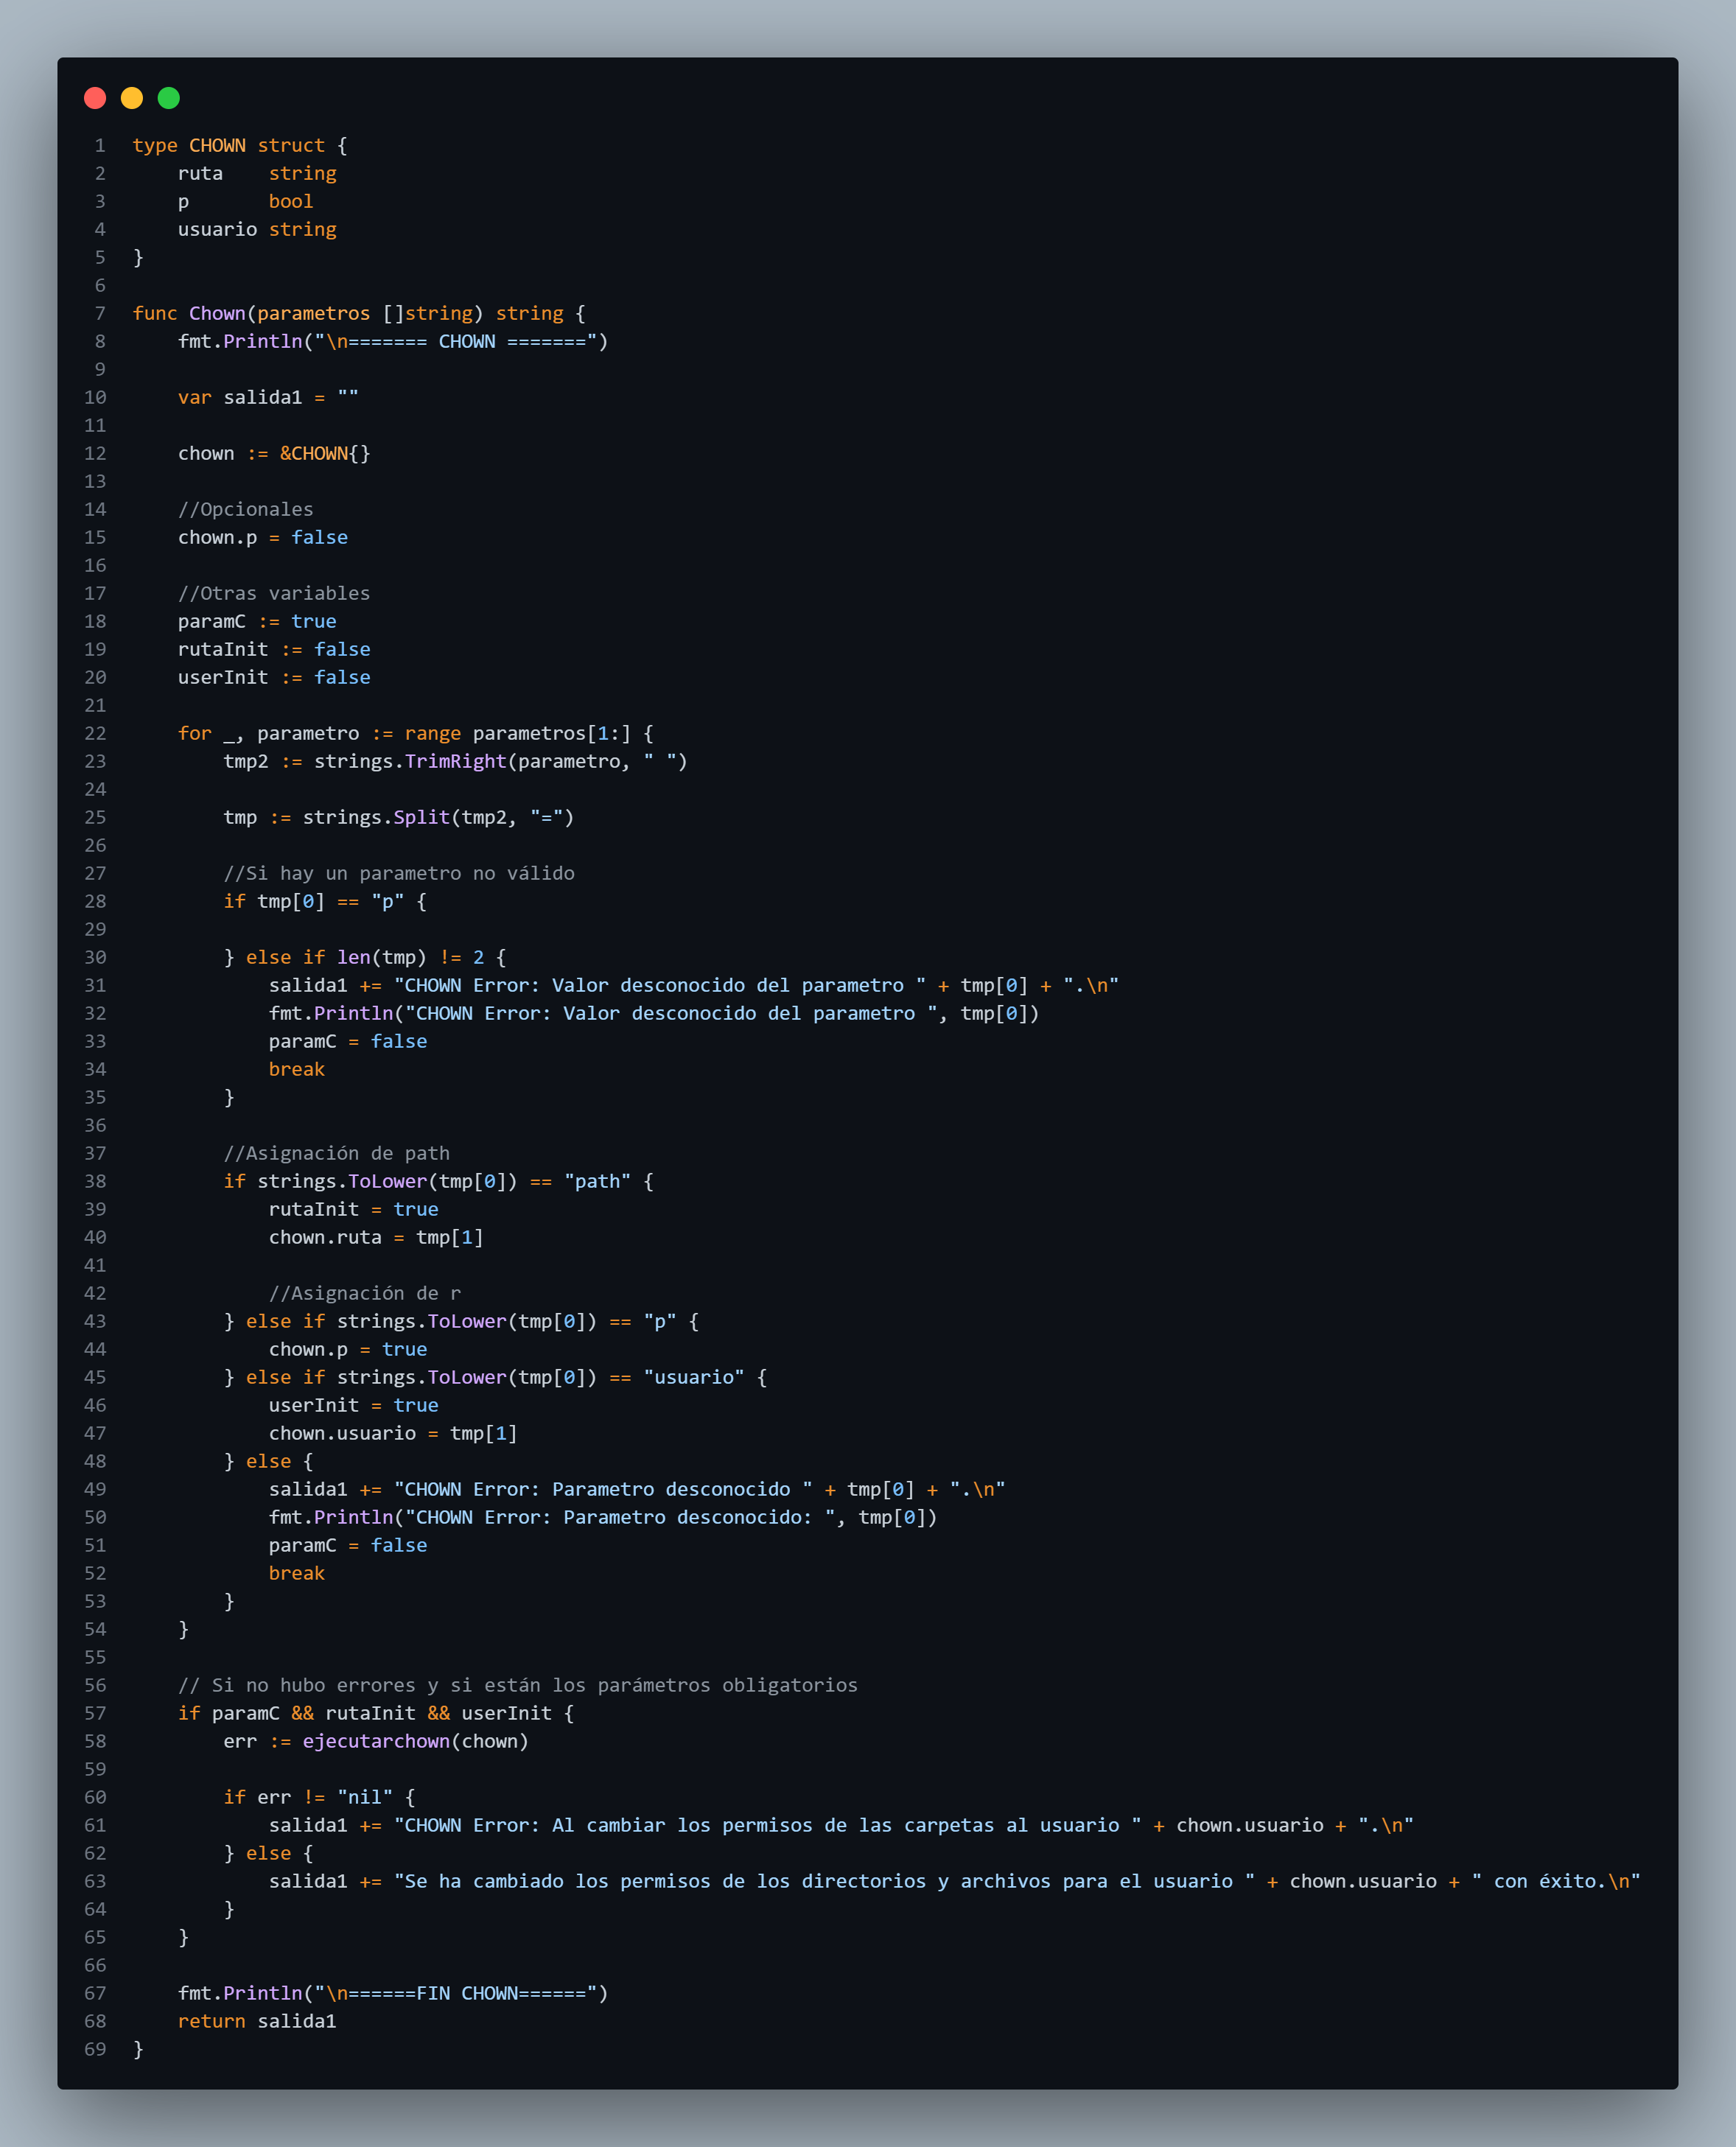 1 type CHOWN struct {
2     ruta    string
3     p       bool
4     usuario string
5 }
6
7 func Chown(parametros []string) string {
8     fmt.Println("\n======= CHOWN =======")
9
10     var salida1 = ""
11
12     chown := &CHOWN{}
13
14     //Opcionales
15     chown.p = false
16
17     //Otras variables
18     paramC := true
19     rutaInit := false
20     userInit := false
21
22     for _, parametro := range parametros[1:] {
23         tmp2 := strings.TrimRight(parametro, " ")
24
25         tmp := strings.Split(tmp2, "=")
26
27         //Si hay un parametro no válido
28         if tmp[0] == "p" {
29
30         } else if len(tmp) != 2 {
31             salida1 += "CHOWN Error: Valor desconocido del parametro " + tmp[0] + ".\n"
32             fmt.Println("CHOWN Error: Valor desconocido del parametro ", tmp[0])
33             paramC = false
34             break
35         }
36
37         //Asignación de path
38         if strings.ToLower(tmp[0]) == "path" {
39             rutaInit = true
40             chown.ruta = tmp[1]
41
42             //Asignación de r
43         } else if strings.ToLower(tmp[0]) == "p" {
44             chown.p = true
45         } else if strings.ToLower(tmp[0]) == "usuario" {
46             userInit = true
47             chown.usuario = tmp[1]
48         } else {
49             salida1 += "CHOWN Error: Parametro desconocido " + tmp[0] + ".\n"
50             fmt.Println("CHOWN Error: Parametro desconocido: ", tmp[0])
51             paramC = false
52             break
53         }
54     }
55
56     // Si no hubo errores y si están los parámetros obligatorios
57     if paramC && rutaInit && userInit {
58         err := ejecutarchown(chown)
59
60         if err != "nil" {
61             salida1 += "CHOWN Error: Al cambiar los permisos de las carpetas al usuario " + chown.usuario + ".\n"
62         } else {
63             salida1 += "Se ha cambiado los permisos de los directorios y archivos para el usuario " + chown.usuario + " con éxito.\n"
64         }
65     }
66
67     fmt.Println("\n======FIN CHOWN======")
68     return salida1
69 }